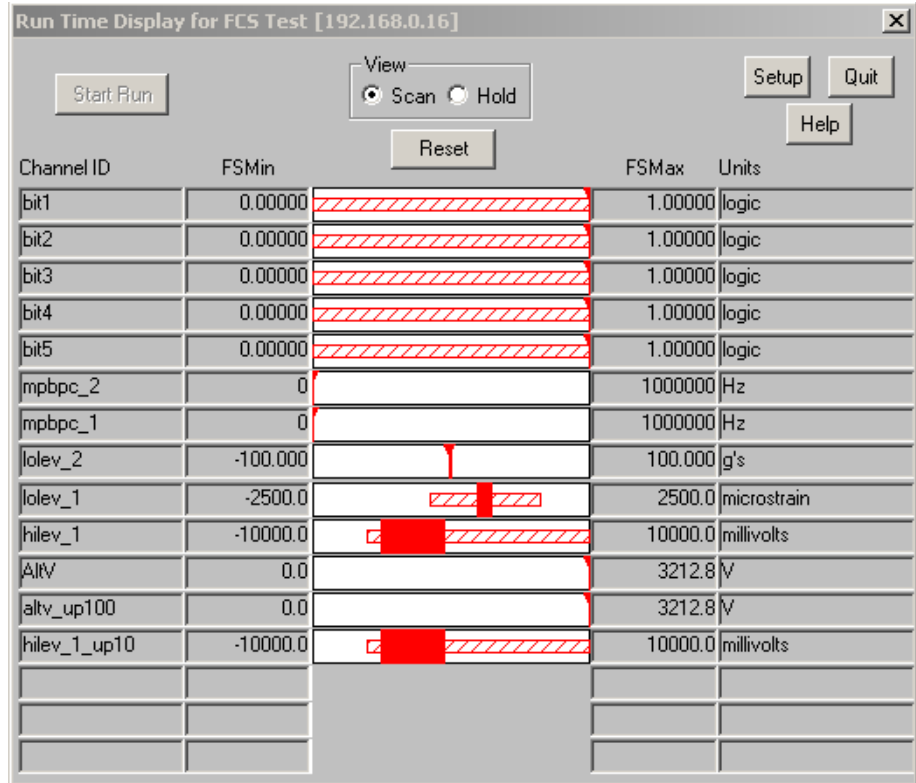 Run Time Display for FCS Test [192.168.0.16]
View
Start Run
Scan Hold
Setup Quit
Help
Reset
Channel ID FSMin FSMax Units
bit1 0.00000 1.00000 logic
bit2 0.00000 1.00000 logic
bit3 0.00000 1.00000 logic
bit4 0.00000 1.00000 logic
bit5 0.00000 1.00000 logic
mpbpc_2 0 1000000 Hz
mpbpc_1 0 1000000 Hz
lolev_2 -100.000 100.000 g's
lolev_1 -2500.0 2500.0 microstrain
hilev_1 -10000.0 10000.0 millivolts
AltV 0.0 3212.8 V
altv_up100 0.0 3212.8 V
hilev_1_up10 -10000.0 10000.0 millivolts